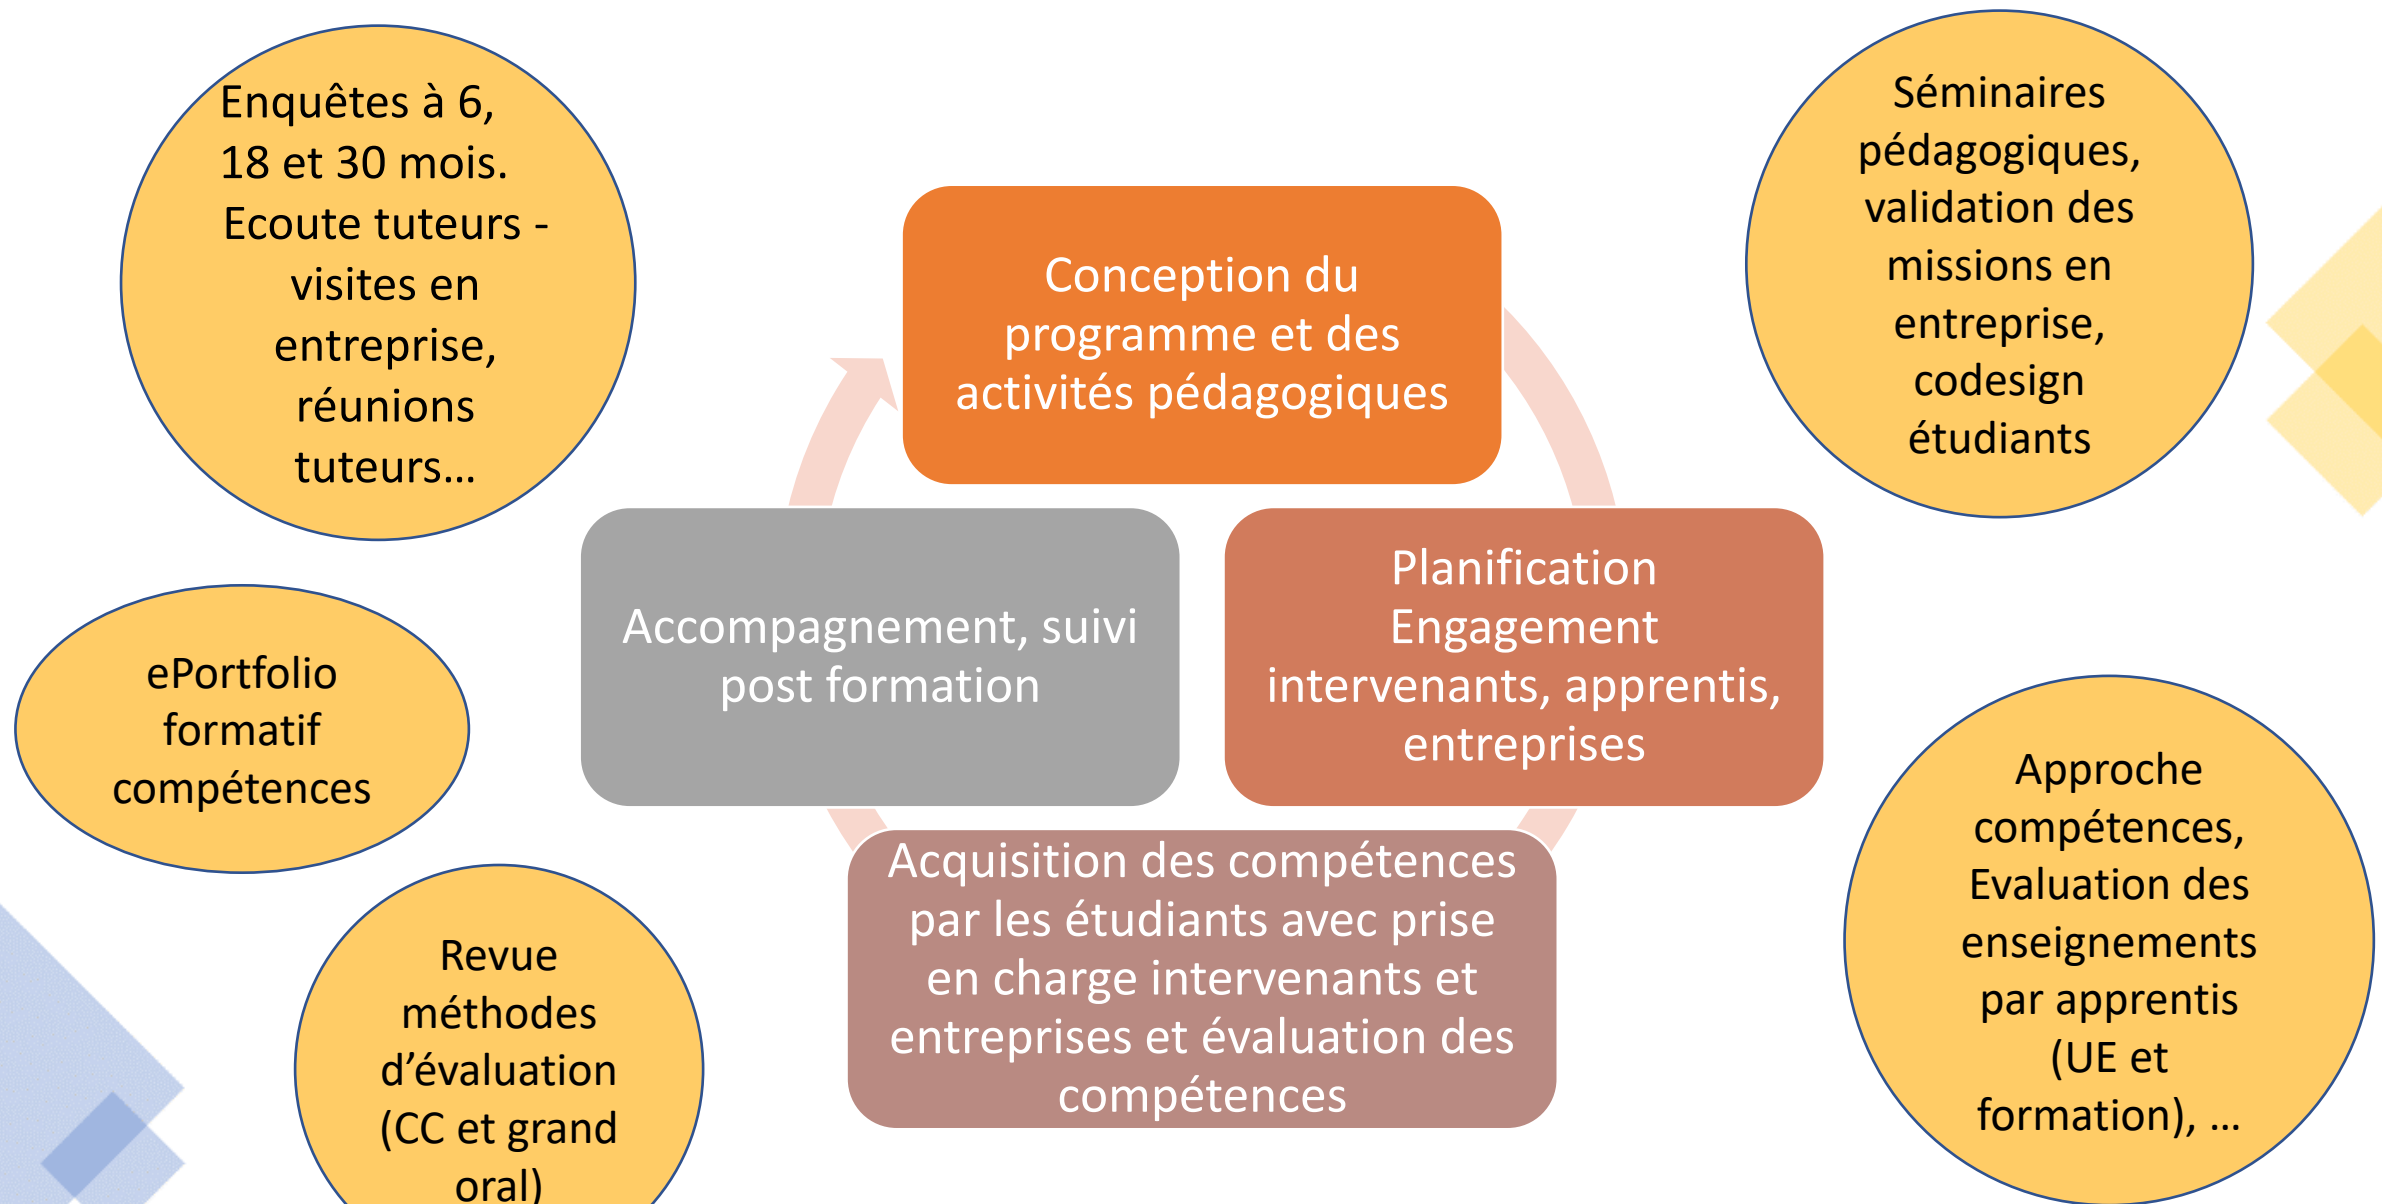 Enquêtes à 6,
18 et 30 mois.
Ecoute tuteurs -
visites en
entreprise,
réunions
tuteurs...
Séminaires
pédagogiques,
validation des
missions en
entreprise,
codesign
étudiants
Conception du
programme et des
activités pédagogiques
Accompagnement, suivi
post formation
Planification
Engagement
intervenants, apprentis,
entreprises
ePortfolio
formatif
compétences
Acquisition des compétences
par les étudiants avec prise
en charge intervenants et
entreprises et évaluation des
compétences
Approche
compétences,
Evaluation des
enseignements
par apprentis
(UE et
formation), ...
Revue
méthodes
d’évaluation
(CC et grand
oral)